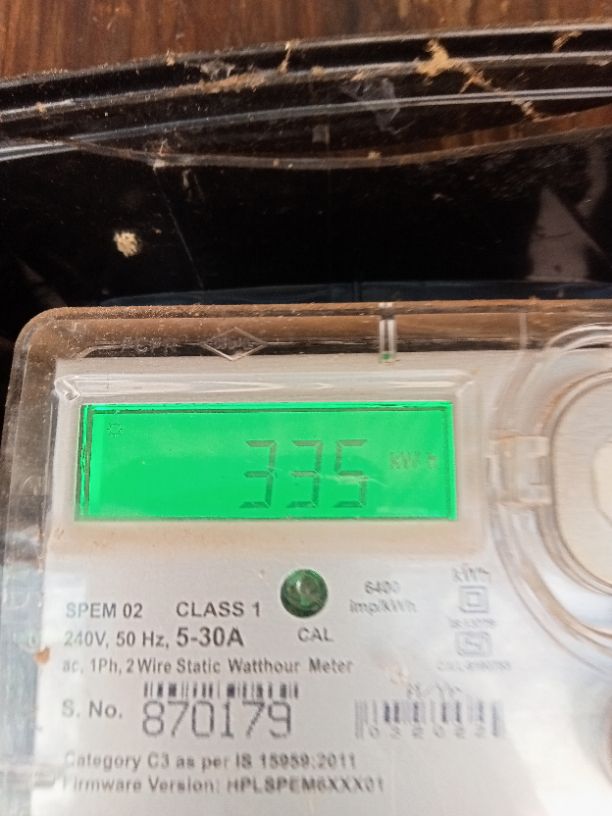 335 kWh
6400
imp/kWh
kWh
SPEM 02 CLASS 1
240V, 50 Hz, 5-30A
CAL
ac, 1Ph, 2 Wire Static Watthour Meter
S. No. 870179
Category C3 as per IS 15959:2011
Firmware Version: HPLSPEM6XXX01